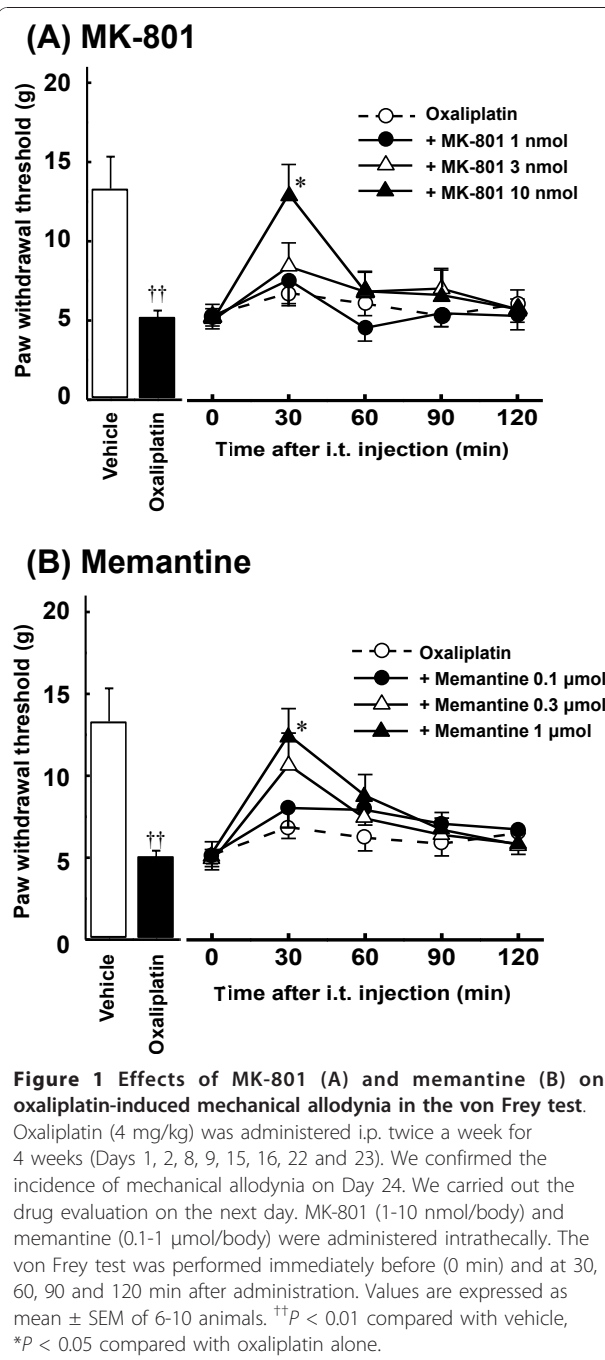 (A) MK-801
Paw withdrawal threshold (g)
20
15
10
5
0
Oxaliplatin
+ MK-801 1 nmol
+ MK-801 3 nmol
+ MK-801 10 nmol
*
††
Vehicle
Oxaliplatin
0 30 60 90 120
Time after i.t. injection (min)
(B) Memantine
Paw withdrawal threshold (g)
20
15
10
5
0
Oxaliplatin
+ Memantine 0.1 µmol
+ Memantine 0.3 µmol
+ Memantine 1 µmol
*
††
Vehicle
Oxaliplatin
0 30 60 90 120
Time after i.t. injection (min)
Figure 1 Effects of MK-801 (A) and memantine (B) on
oxaliplatin-induced mechanical allodynia in the von Frey test.
Oxaliplatin (4 mg/kg) was administered i.p. twice a week for
4 weeks (Days 1, 2, 8, 9, 15, 16, 22 and 23). We confirmed the
incidence of mechanical allodynia on Day 24. We carried out the
drug evaluation on the next day. MK-801 (1-10 nmol/body) and
memantine (0.1-1 µmol/body) were administered intrathecally. The
von Frey test was performed immediately before (0 min) and at 30,
60, 90 and 120 min after administration. Values are expressed as
mean ± SEM of 6-10 animals. ††P < 0.01 compared with vehicle,
*P < 0.05 compared with oxaliplatin alone.